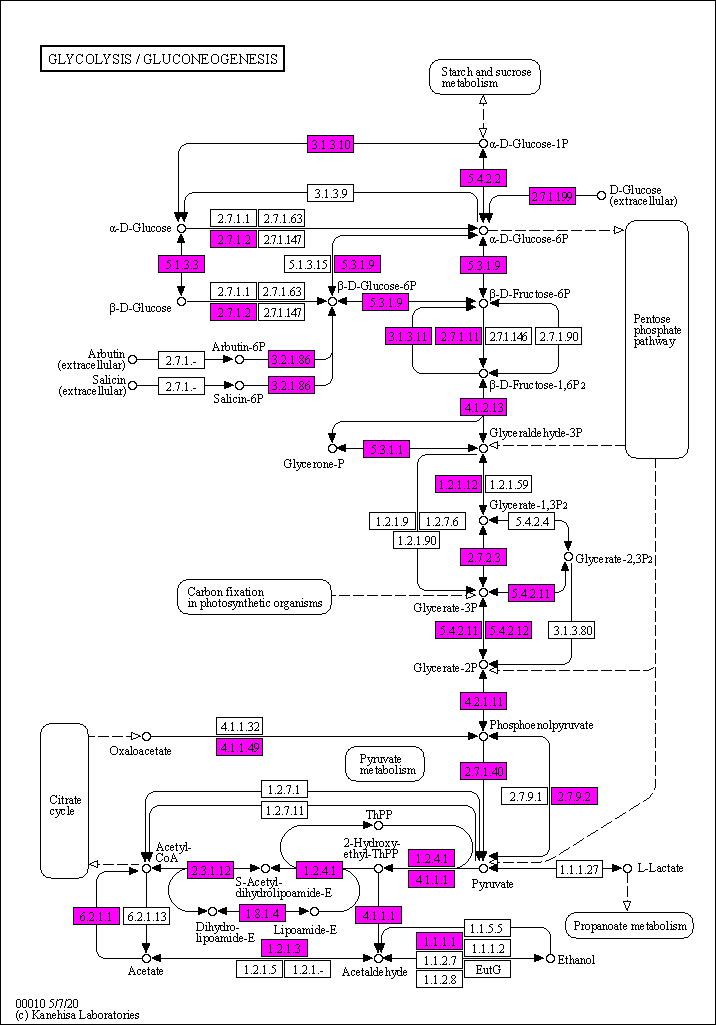 GLYCOLYSIS / GLUCONEOGENESIS
Starch and sucrose
metabolism
3.1.3.10
α-D-Glucose-1P
5.4.2.2
3.1.3.9
2.7.1.199
D-Glucose
(extracellular)
α-D-Glucose
2.7.1.1
2.7.1.63
2.7.1.2
2.7.1.147
α-D-Glucose-6P
5.1.3.3
5.1.3.15
5.3.1.9
5.3.1.9
β-D-Glucose
2.7.1.1
2.7.1.63
2.7.1.2
2.7.1.147
β-D-Glucose-6P
5.3.1.9
β-D-Fructose-6P
Pentose
phosphate
pathway
3.1.3.11
2.7.1.11
2.7.1.146
2.7.1.90
Arbutin
(extracellular)
2.7.1.-
Arbutin-6P
3.2.1.86
Salicin
(extracellular)
2.7.1.-
Salicin-6P
3.2.1.86
β-D-Fructose-1,6P2
4.1.2.13
Glyceraldehyde-3P
Glycerone-P
5.3.1.1
1.2.1.12
1.2.1.59
Glycerate-1,3P2
1.2.1.9
1.2.7.6
1.2.1.90
5.4.2.4
2.7.2.3
Glycerate-2,3P2
Carbon fixation
in photosynthetic organisms
Glycerate-3P
5.4.2.11
5.4.2.11
5.4.2.12
3.1.3.80
Glycerate-2P
4.2.1.11
4.1.1.32
4.1.1.49
Oxaloacetate
Phosphoenolpyruvate
Pyruvate
metabolism
2.7.1.40
Citrate
cycle
2.7.9.1
2.7.9.2
1.2.7.1
1.2.7.11
ThPP
Acetyl-
CoA
2-Hydroxy-
ethyl-ThPP
2.3.1.12
S-Acetyl-
dihydrolipoamide-E
1.2.4.1
1.2.4.1
4.1.1.1
Pyruvate
1.1.1.27
L-Lactate
6.2.1.1
6.2.1.13
Dihydro-
lipoamide-E
1.8.1.4
Lipoamide-E
4.1.1.1
Propanoate metabolism
1.2.1.3
1.2.1.5
1.2.1.-
Acetate
Acetaldehyde
1.1.5.5
1.1.1.1
1.1.1.2
1.1.2.7
EutG
1.1.2.8
Ethanol
00010 5/7/20
(c) Kanehisa Laboratories